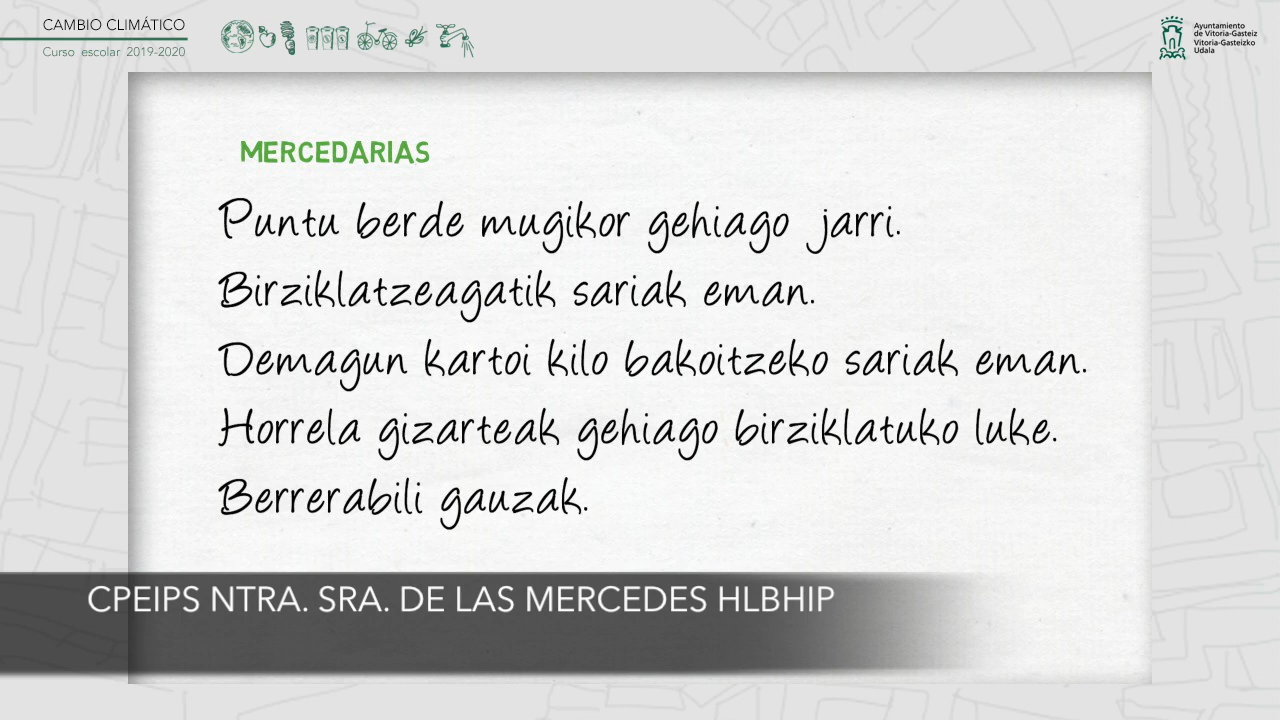 CAMBIO CLIMÁTICO
Curso escolar 2019-2020
Ayuntamiento
de Vitoria-Gasteiz
Vitoria-Gasteizko
Udala
MERCEDARIAS
Puntu berde mugikor gehiago jarri.
Birziklatzeagatik sariak eman.
Demagun kartoi kilo bakoitzeko sariak eman.
Horrela gizarteak gehiago birziklatuko luke.
Berrerabili gauzak.
CPEIPS NTRA. SRA. DE LAS MERCEDES HLBHIP